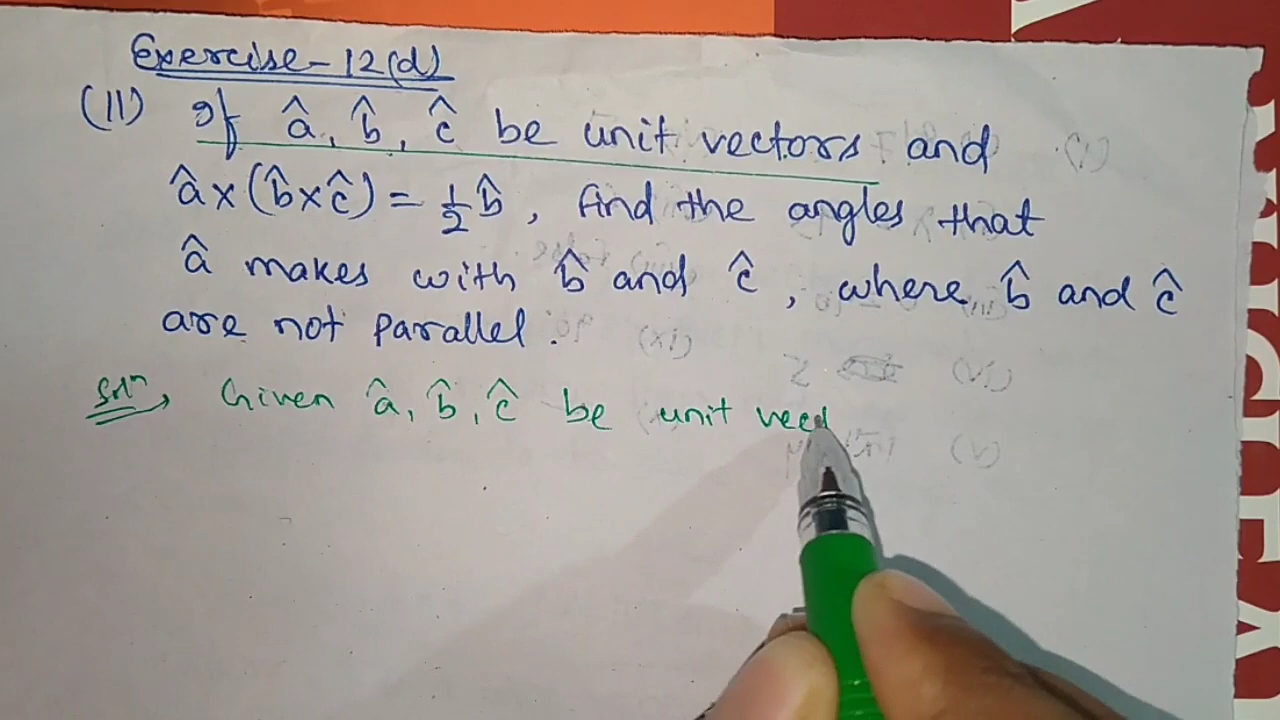 Exercise-12(d)
(11) If â, b̂, ĉ be unit vectors and
â×(b̂×ĉ) = 1/2 b̂, find the angles that
â makes with b̂ and ĉ, where b̂ and ĉ
are not parallel.
Solⁿ Given â, b̂, ĉ be unit vect